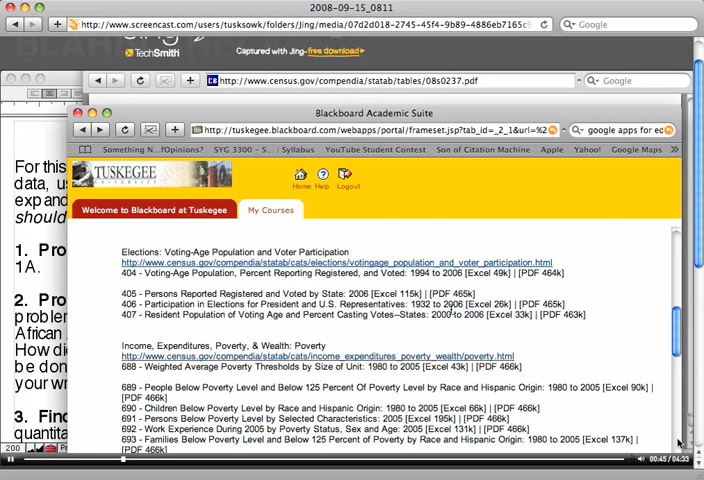 2008-09-15_0811
http://www.screencast.com/users/tusksowk/folders/Jing/media/07d2d018-2745-45f4-9b89-4886eb7165c
Google
TechSmith
Captured with Jing-free download
http://www.census.gov/compendia/statab/tables/08s0237.pdf
Google
Blackboard Academic Suite
http://tuskegee.blackboard.com/webapps/portal/frameset.jsp?tab_id=_2_1&url=%2
google apps for ed
Something N...fOpinions?
SYG 3300 - S... | Syllabus
YouTube Student Contest
Son of Citation Machine
Apple
Yahoo!
Google Maps
TUSKEGEE
Home
Help
Logout
Welcome to Blackboard at Tuskegee
My Courses
Elections: Voting-Age Population and Voter Participation
http://www.census.gov/compendia/statab/cats/elections/votingage_population_and_voter_participation.html
404 - Voting-Age Population, Percent Reporting Registered, and Voted: 1994 to 2006 [Excel 49k] | [PDF 464k]
405 - Persons Reported Registered and Voted by State: 2006 [Excel 115k] | [PDF 465k]
406 - Participation in Elections for President and U.S. Representatives: 1932 to 2006 [Excel 26k] | [PDF 465k]
407 - Resident Population of Voting Age and Percent Casting Votes--States: 2000 to 2006 [Excel 33k] | [PDF 463k]
Income, Expenditures, Poverty, & Wealth: Poverty
http://www.census.gov/compendia/statab/cats/income_expenditures_poverty_wealth/poverty.html
688 - Weighted Average Poverty Thresholds by Size of Unit: 1980 to 2005 [Excel 43k] | [PDF 466k]
689 - People Below Poverty Level and Below 125 Percent Of Poverty Level by Race and Hispanic Origin: 1980 to 2005 [Excel 90k] |
[PDF 466k]
690 - Children Below Poverty Level by Race and Hispanic Origin: 1980 to 2005 [Excel 66k] | [PDF 466k]
691 - Persons Below Poverty Level by Selected Characteristics: 2005 [Excel 195k] | [PDF 466k]
692 - Work Experience During 2005 by Poverty Status, Sex and Age: 2005 [Excel 131k] | [PDF 466k]
693 - Families Below Poverty Level and Below 125 Percent of Poverty by Race and Hispanic Origin: 1980 to 2005 [Excel 137k] |
[PDF 466k]
For this
data, us
exp and
shoul
1. Pro
1A.
2. Pro
problem
African
How di
be don
your w
3. Find
quantita
200
00:45 / 04:33